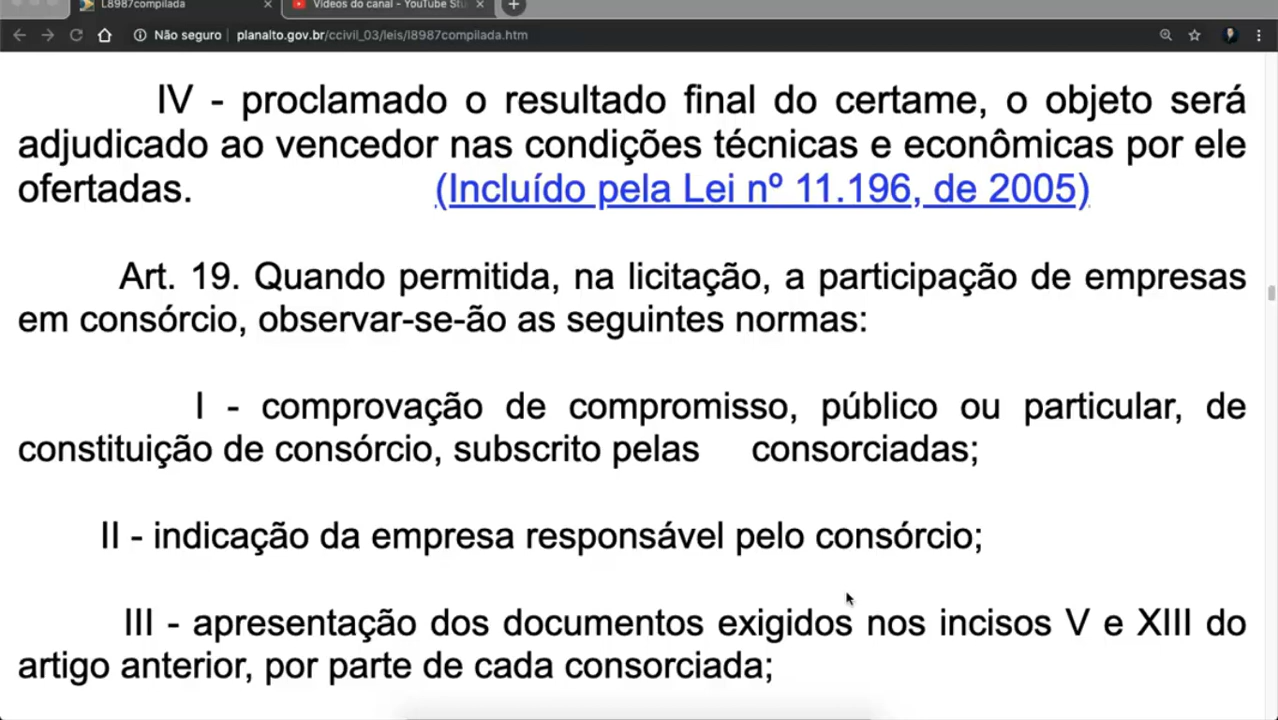 L8987compilada
Vídeos do canal - YouTube Stu
Não seguro | planalto.gov.br/ccivil_03/leis/l8987compilada.htm
IV - proclamado o resultado final do certame, o objeto será
adjudicado ao vencedor nas condições técnicas e econômicas por ele
ofertadas. (Incluído pela Lei nº 11.196, de 2005)
Art. 19. Quando permitida, na licitação, a participação de empresas
em consórcio, observar-se-ão as seguintes normas:
I - comprovação de compromisso, público ou particular, de
constituição de consórcio, subscrito pelas consorciadas;
II - indicação da empresa responsável pelo consórcio;
III - apresentação dos documentos exigidos nos incisos V e XIII do
artigo anterior, por parte de cada consorciada;